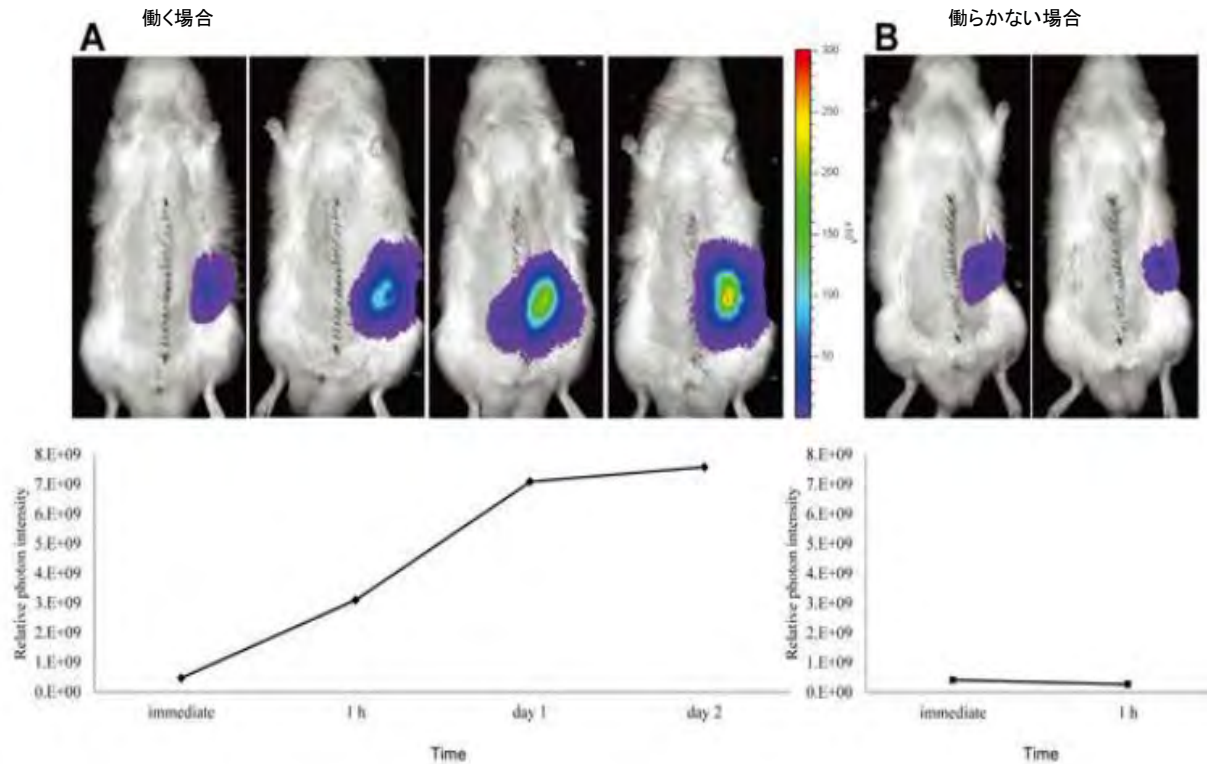 働く場合
働らかない場合
A
B
300
250
200
150
100
50
8.E+09
7.E+09
6.E+09
5.E+09
4.E+09
3.E+09
2.E+09
1.E+09
0.E+00
Relative photon intensity
immediate
1 h
day 1
day 2
Time
8.E+09
7.E+09
6.E+09
5.E+09
4.E+09
3.E+09
2.E+09
1.E+09
0.E+00
Relative photon intensity
immediate
1 h
Time